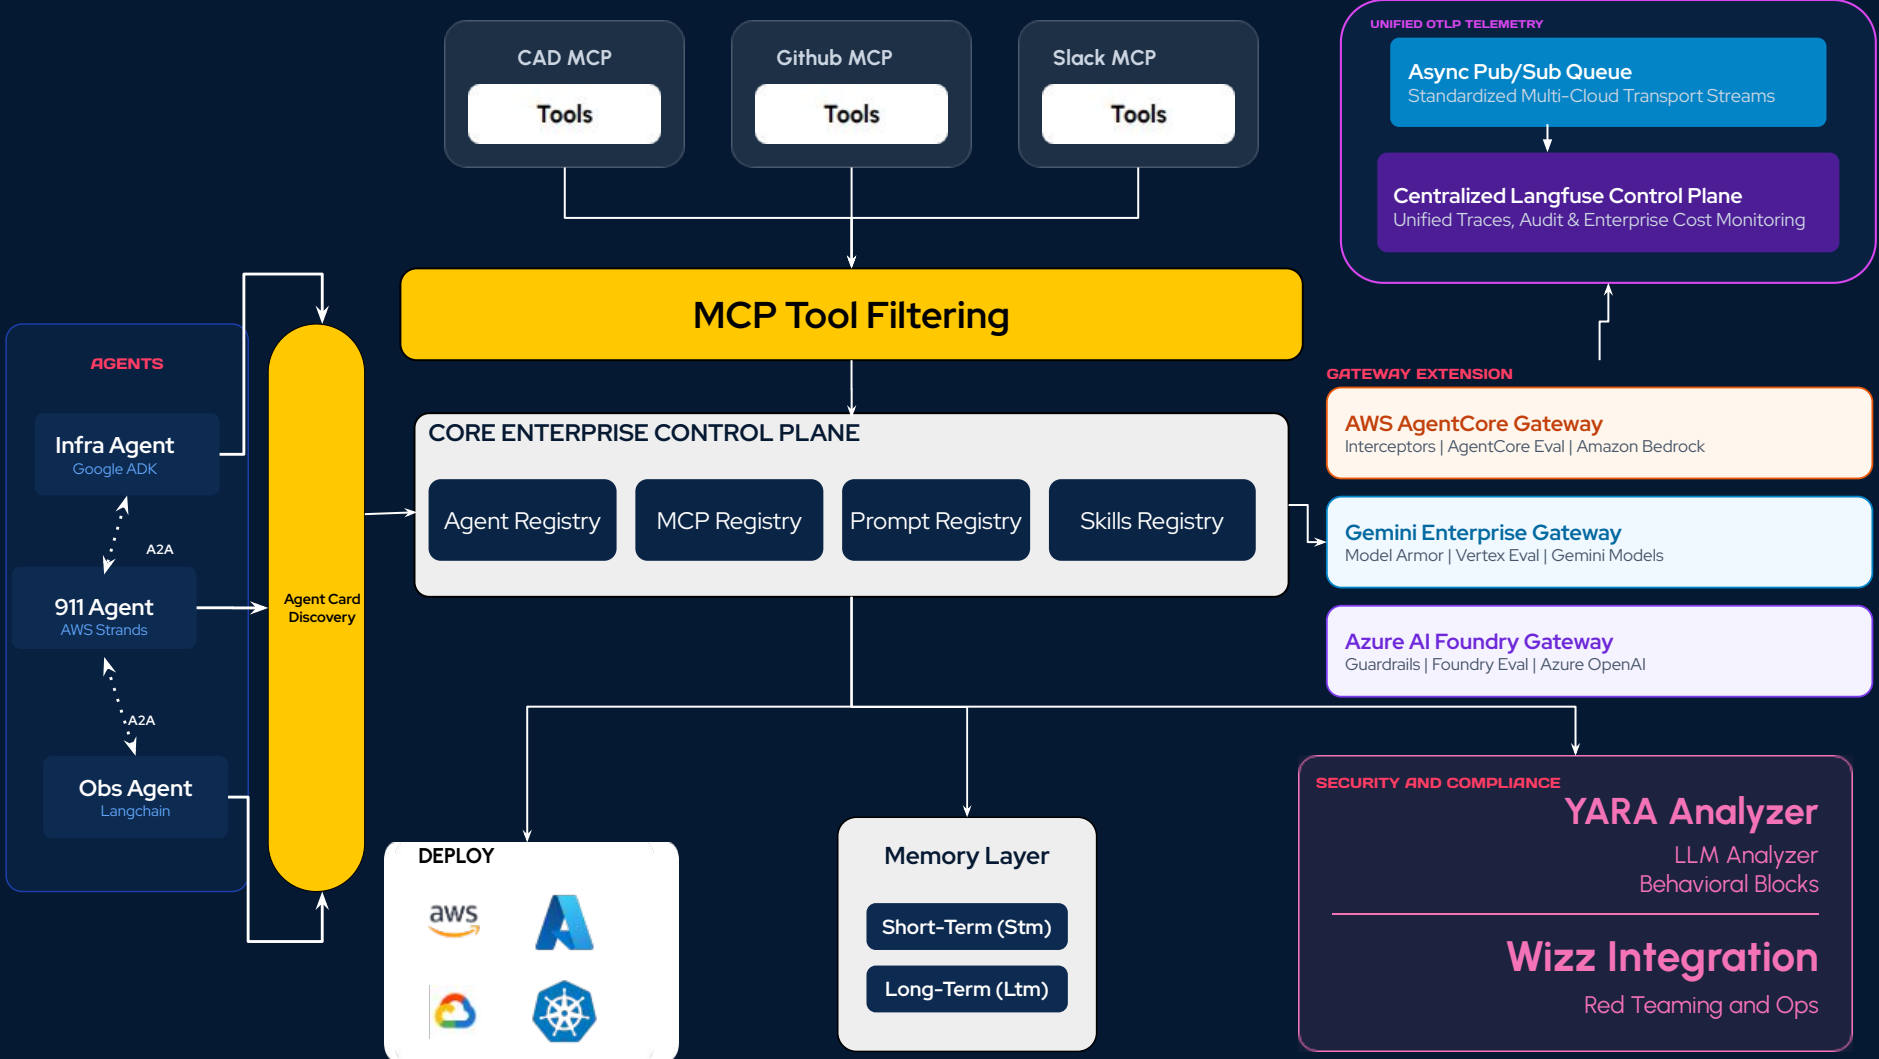 CAD MCP
Tools
Github MCP
Tools
Slack MCP
Tools
UNIFIED OTLP TELEMETRY
Async Pub/Sub Queue
Standardized Multi-Cloud Transport Streams
Centralized Langfuse Control Plane
Unified Traces, Audit & Enterprise Cost Monitoring
MCP Tool Filtering
AGENTS
Infra Agent
Google ADK
A2A
911 Agent
AWS Strands
A2A
Obs Agent
Langchain
Agent Card
Discovery
CORE ENTERPRISE CONTROL PLANE
Agent Registry
MCP Registry
Prompt Registry
Skills Registry
GATEWAY EXTENSION
AWS AgentCore Gateway
Interceptors | AgentCore Eval | Amazon Bedrock
Gemini Enterprise Gateway
Model Armor | Vertex Eval | Gemini Models
Azure AI Foundry Gateway
Guardrails | Foundry Eval | Azure OpenAI
DEPLOY
aws
Memory Layer
Short-Term (Stm)
Long-Term (Ltm)
SECURITY AND COMPLIANCE
YARA Analyzer
LLM Analyzer
Behavioral Blocks
Wizz Integration
Red Teaming and Ops